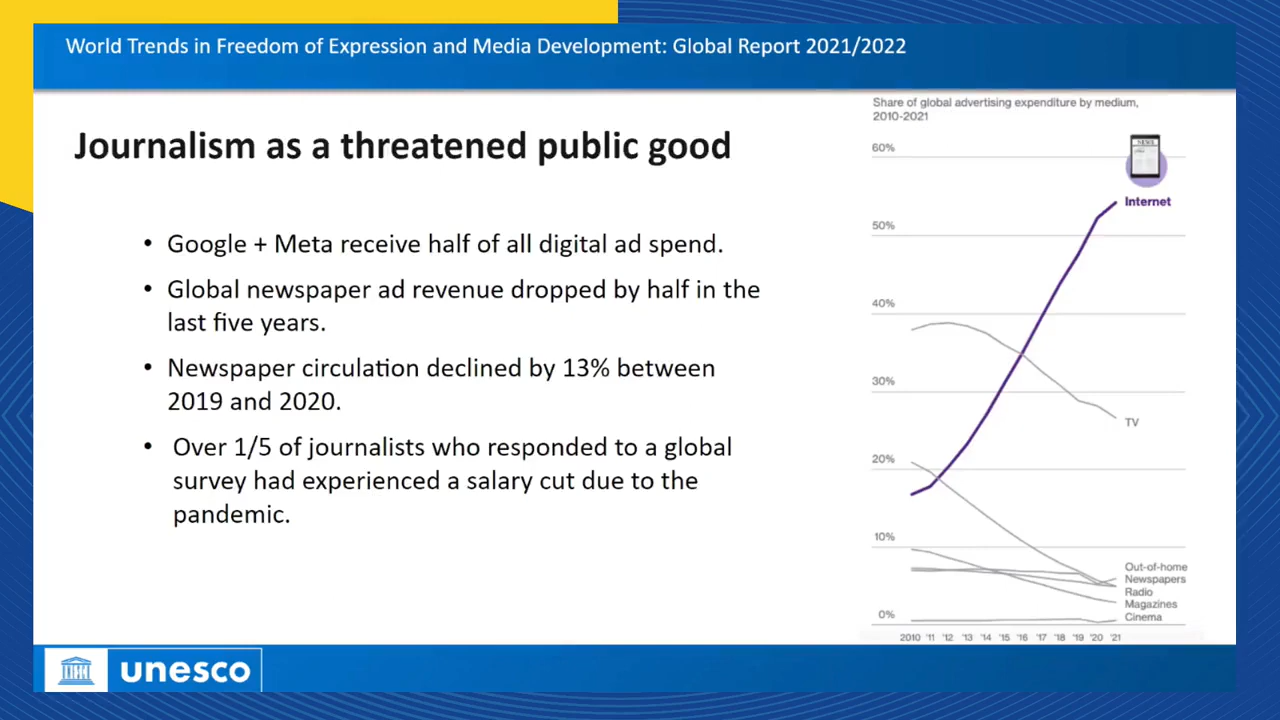 World Trends in Freedom of Expression and Media Development: Global Report 2021/2022
Journalism as a threatened public good
• Google + Meta receive half of all digital ad spend.
• Global newspaper ad revenue dropped by half in the
last five years.
• Newspaper circulation declined by 13% between
2019 and 2020.
• Over 1/5 of journalists who responded to a global
survey had experienced a salary cut due to the
pandemic.
Share of global advertising expenditure by medium,
2010-2021
60%
NEWS
Internet
50%
40%
30%
TV
20%
10%
Out-of-home
Newspapers
Radio
Magazines
0%
Cinema
2010 '11 '12 '13 '14 '15 '16 '17 '18 '19 '20 '21
unesco